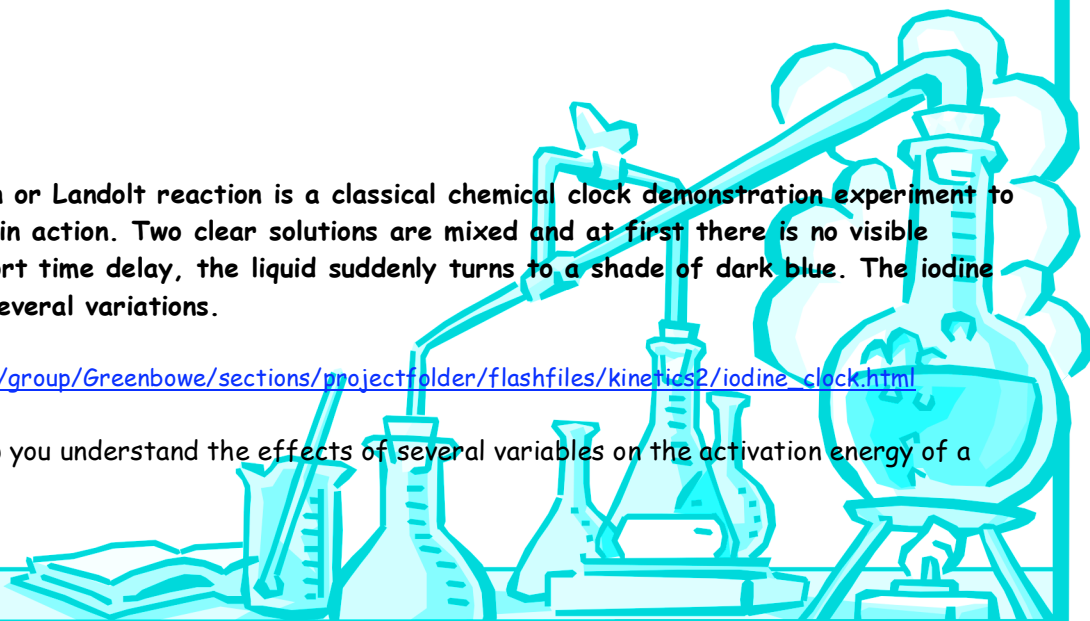 or Landolt reaction is a classical chemical clock demonstration experiment to
in action. Two clear solutions are mixed and at first there is no visible
time delay, the liquid suddenly turns to a shade of dark blue. The iodine
several variations.
/group/Greenbowe/sections/projectfolder/flashfiles/kinetics2/iodine_clock.html
you understand the effects of several variables on the activation energy of a